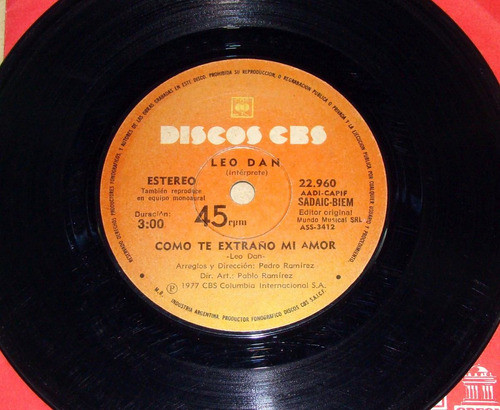 DISCOS CBS
LEO DAN
(Intérprete)
ESTEREO
También reproduce
en equipo monoaural
Duración:
3:00
45 rpm
22.960
AADI-CAPIF
SADAIC-BIEM
Editor original
Mundo Musical SRL
ASS-3412
COMO TE EXTRAÑO MI AMOR
-Leo Dan-
Arreglos y Dirección: Pedro Ramírez
Dir. Art.: Pablo Ramírez
Ⓟ 1977 CBS Columbia Internacional S.A.
INDUSTRIA ARGENTINA. PRODUCTOR FONOGRAFICO DISCOS CBS S.A.I.C.F.